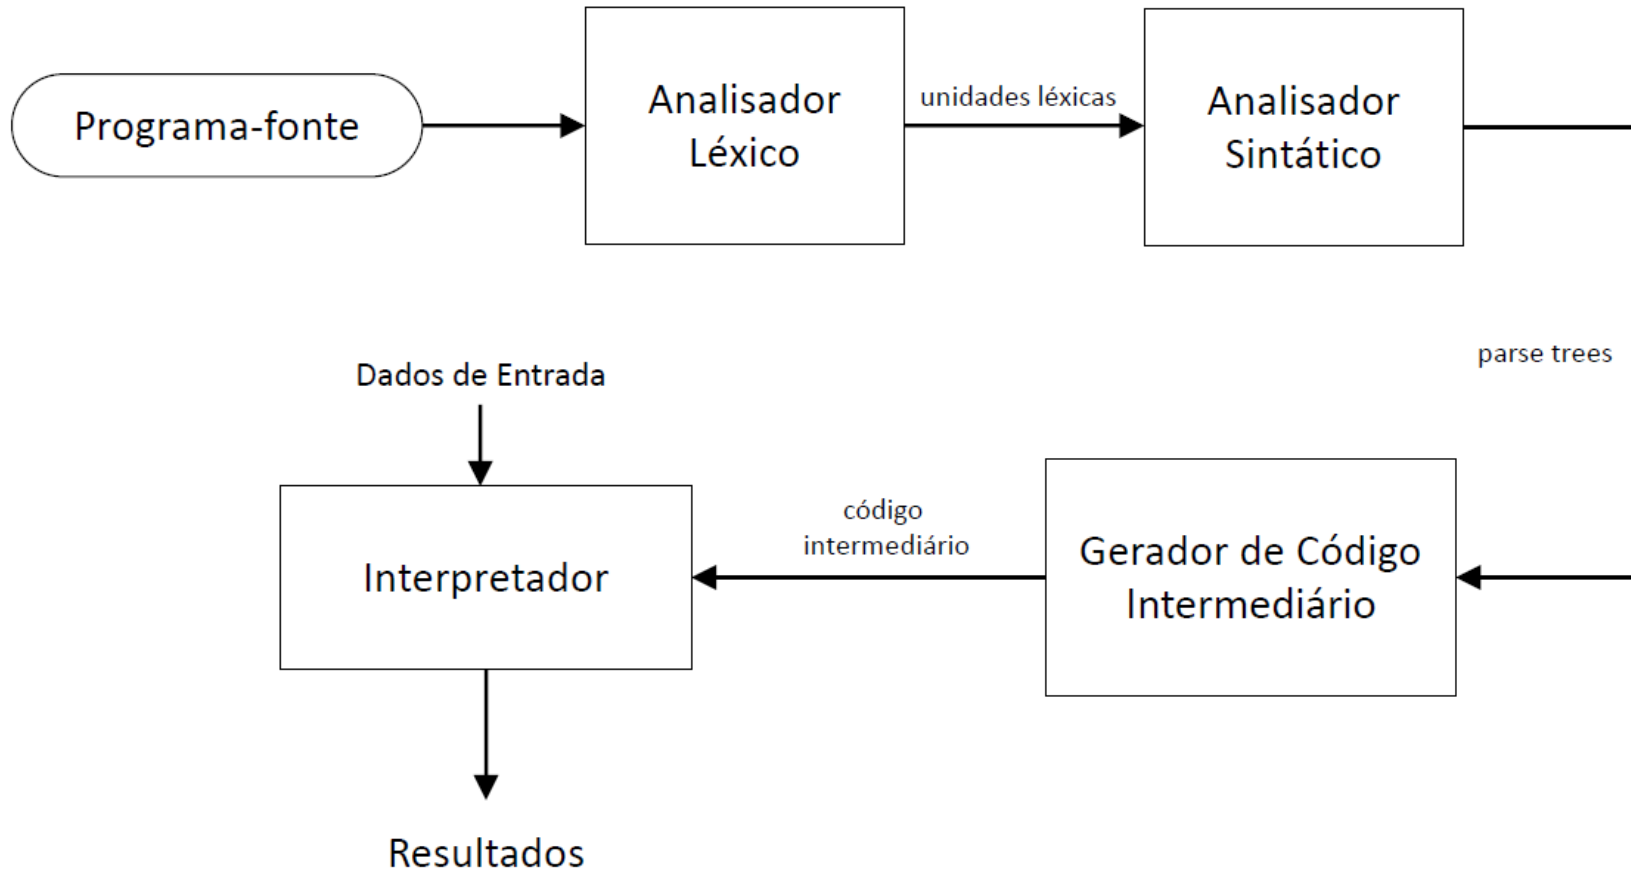 Programa-fonte
Analisador
Léxico
unidades léxicas
Analisador
Sintático
parse trees
Dados de Entrada
Interpretador
código
intermediário
Gerador de Código
Intermediário
Resultados